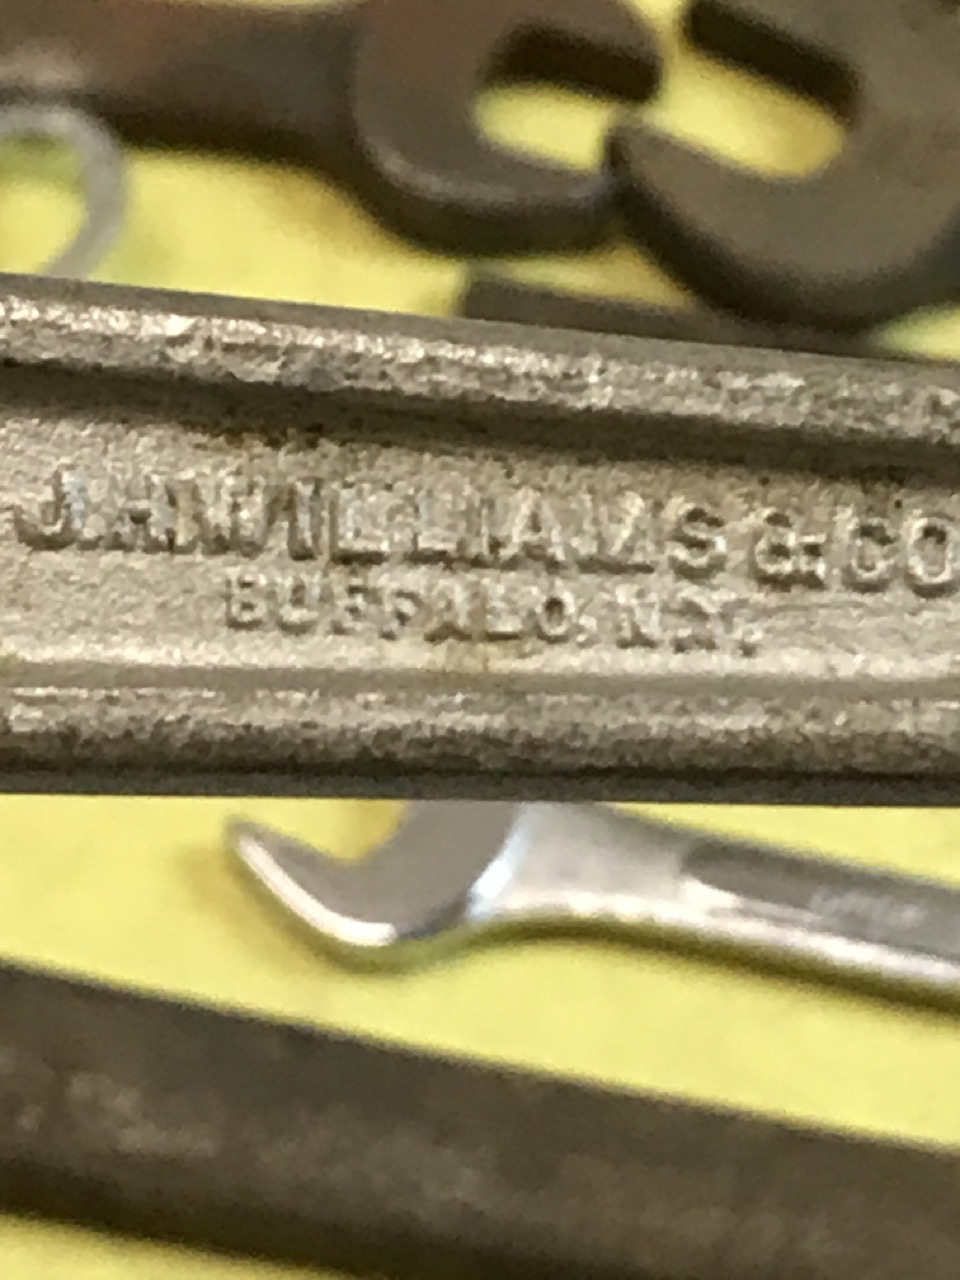 J.H.WILLIAMS & CO
BUFFALO, N.Y.